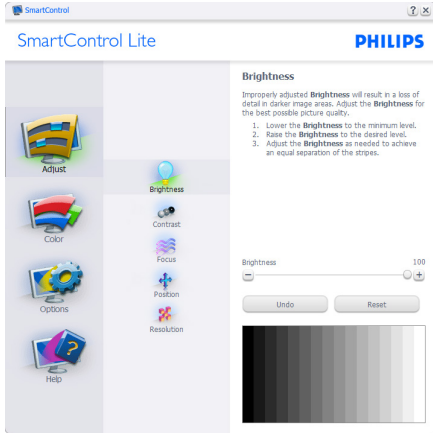 SmartControl
SmartControl Lite
PHILIPS
Adjust
Color
Options
Help
Brightness
Contrast
Focus
Position
Resolution
Brightness
Improperly adjusted Brightness will result in a loss of
detail in darker image areas. Adjust the Brightness for
the best possible picture quality.
1. Lower the Brightness to the minimum level.
2. Raise the Brightness to the desired level.
3. Adjust the Brightness as needed to achieve
an equal separation of the stripes.
Brightness 100
Undo Reset